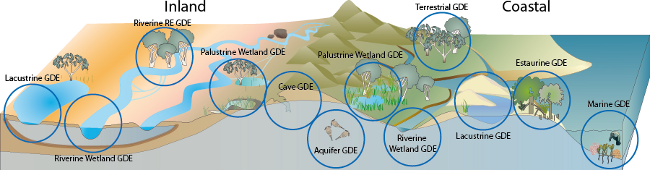 Inland
Coastal
Riverine RE GDE
Terrestrial GDE
Palustrine Wetland GDE
Palustrine Wetland GDE
Estaurine GDE
Lacustrine GDE
Cave GDE
Marine GDE
Riverine Wetland GDE
Aquifer GDE
Riverine
Wetland GDE
Lacustrine GDE